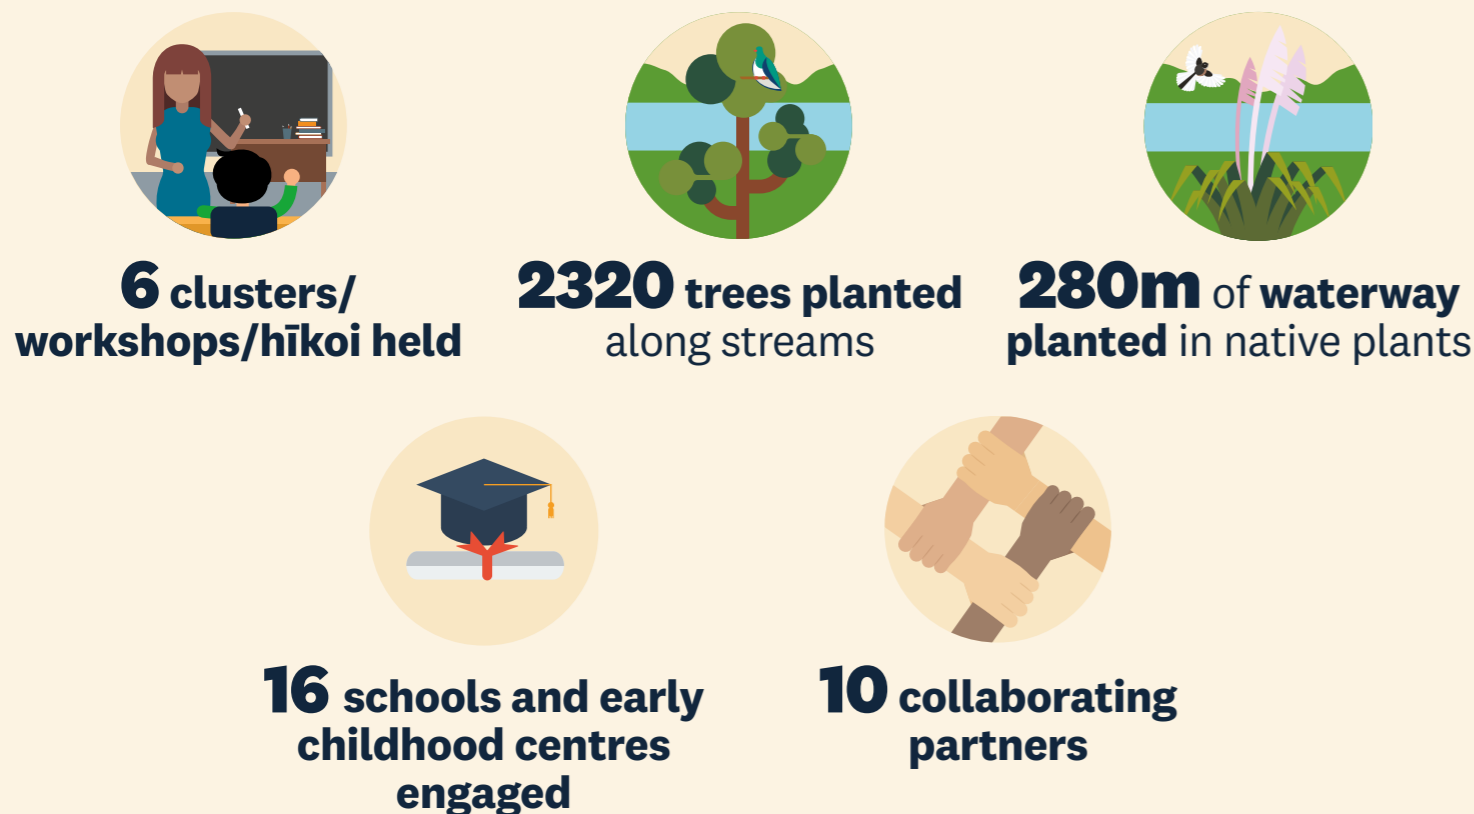 6 clusters/
workshops/hīkoi held
2320 trees planted
along streams
280m of waterway
planted in native plants
16 schools and early
childhood centres
engaged
10 collaborating
partners